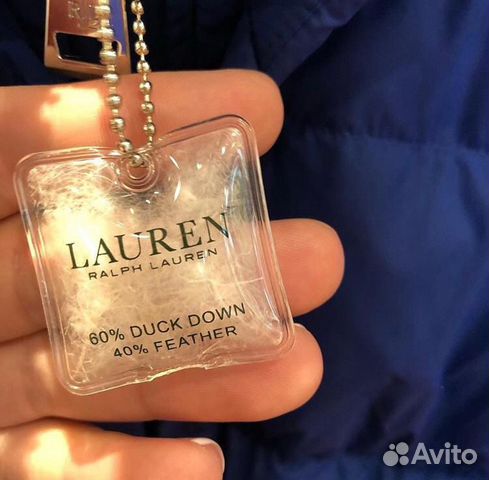 LAUREN
RALPH LAUREN
60% DUCK DOWN
40% FEATHER
Avito